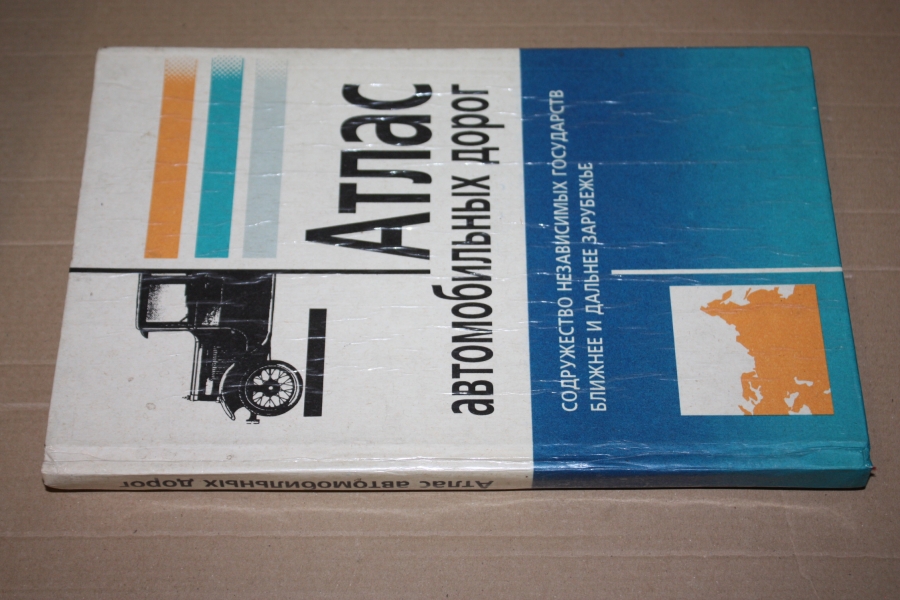 Атлас
автомобильных дорог
СОДРУЖЕСТВО НЕЗАВИСИМЫХ ГОСУДАРСТВ
БЛИЖНЕЕ И ДАЛЬНЕЕ ЗАРУБЕЖЬЕ
Атлас автомобильных дорог